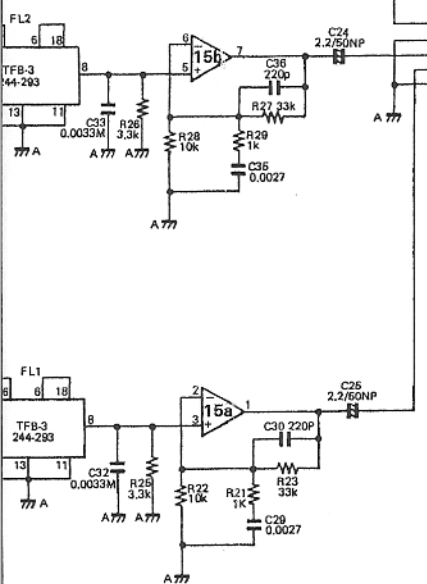 FL2
6 18
TFB-3
244-293
13 11
A
8
C33
0.0033M
A
R26
3,3k
A
6
5
15b
7
C36
220p
R27 33k
R28
10k
R29
1k
C35
0.0027
A
C24
2.2/50NP
A
FL1
6 6 18
TFB-3
244-293
13 11
A
8
C32
0.0033M
A
R25
3,3k
A
2
3
15a
1
C30 220P
R23
33k
R22
10k
R21
1K
C29
0.0027
A
C25
2,2/50NP